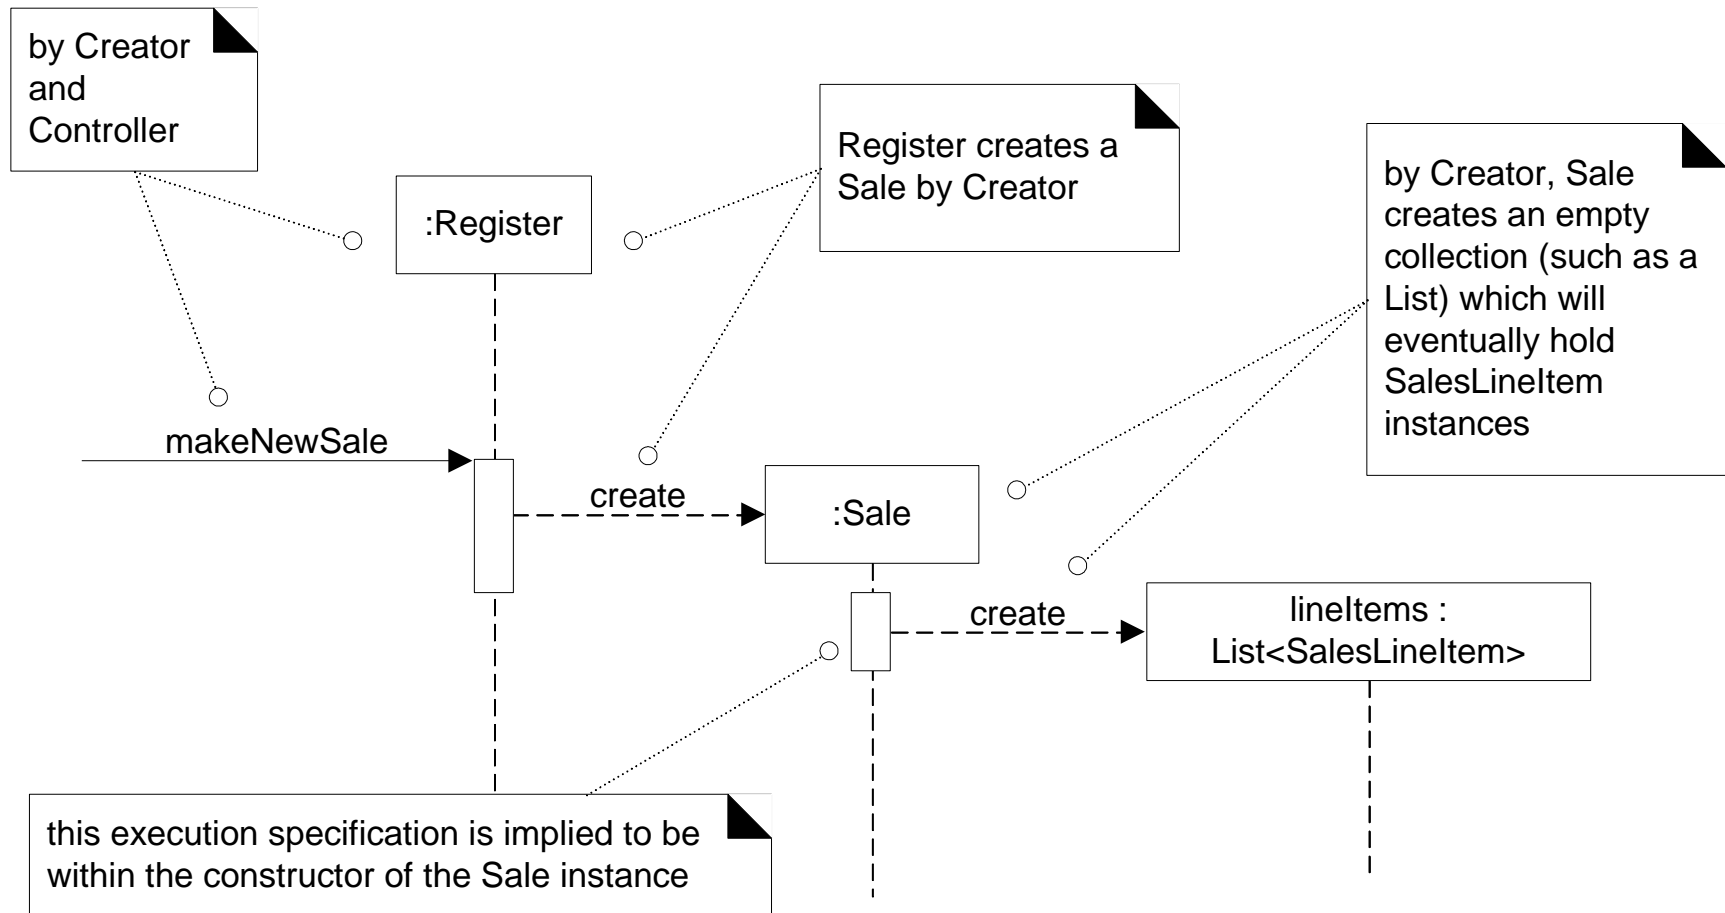 by Creator
and
Controller
Register creates a
Sale by Creator
by Creator, Sale
creates an empty
collection (such as a
List) which will
eventually hold
SalesLineItem
instances
:Register
makeNewSale
create
:Sale
create
lineItems :
List<SalesLineItem>
this execution specification is implied to be
within the constructor of the Sale instance